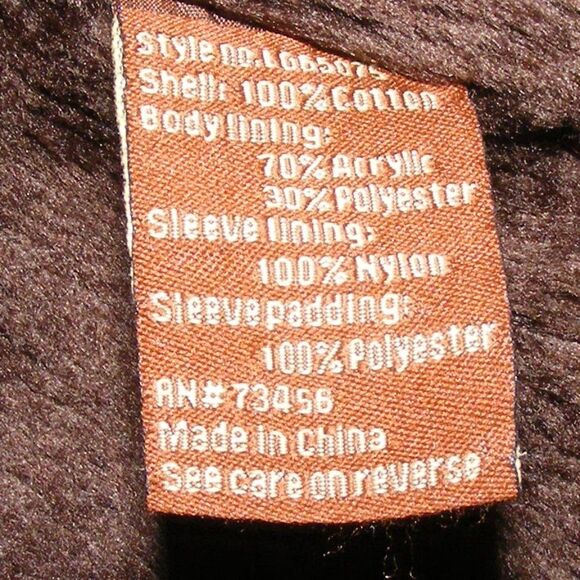 Style no.
Shell: 100% Cotton
Body lining:
70% Acrylic
30% Polyester
Sleeve lining:
100% Nylon
Sleeve padding:
100% Polyester
RN# 73456
Made in China
See care on reverse